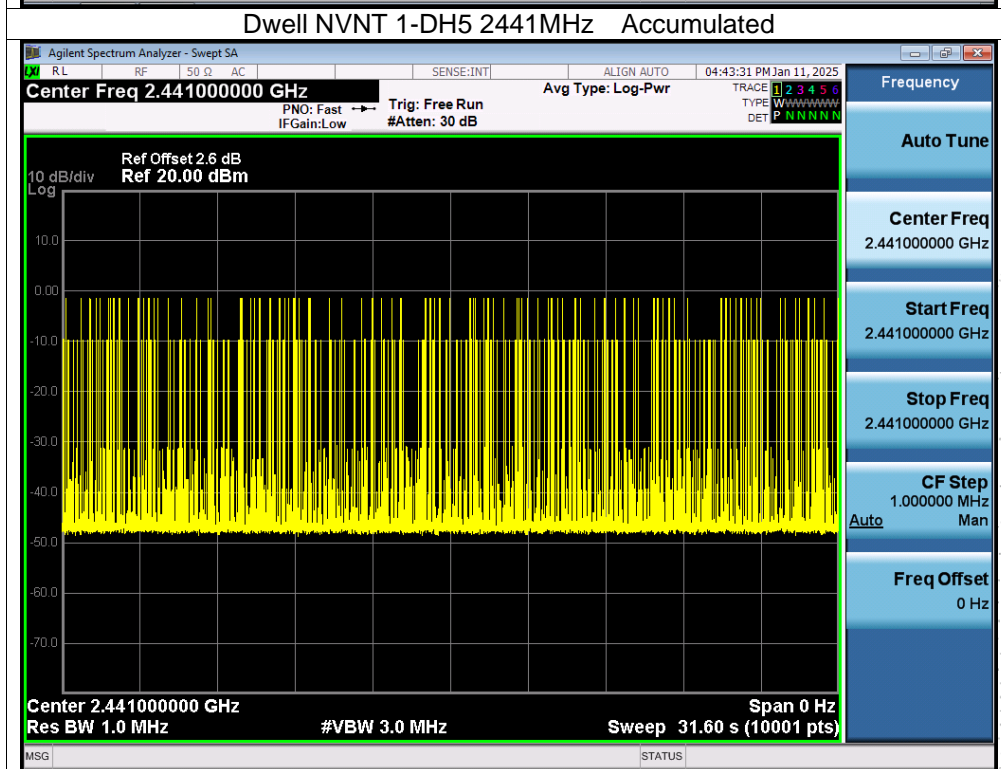 Dwell NVNT 1-DH5 2441MHz Accumulated
Agilent Spectrum Analyzer - Swept SA
LXI RL RF 50 Ω AC SENSE:INT ALIGN AUTO 04:43:31 PM Jan 11, 2025
Center Freq 2.441000000 GHz
PNO: Fast
IFGain:Low
Trig: Free Run
#Atten: 30 dB
Avg Type: Log-Pwr
TRACE 1 2 3 4 5 6
TYPE WWWWWWW
DET P N N N N N
Ref Offset 2.6 dB
10 dB/div Ref 20.00 dBm
Log
10.0
0.00
-10.0
-20.0
-30.0
-40.0
-50.0
-60.0
-70.0
Center 2.441000000 GHz Span 0 Hz
Res BW 1.0 MHz #VBW 3.0 MHz Sweep 31.60 s (10001 pts)
MSG STATUS
Frequency
Auto Tune
Center Freq
2.441000000 GHz
Start Freq
2.441000000 GHz
Stop Freq
2.441000000 GHz
CF Step
1.000000 MHz
Auto Man
Freq Offset
0 Hz